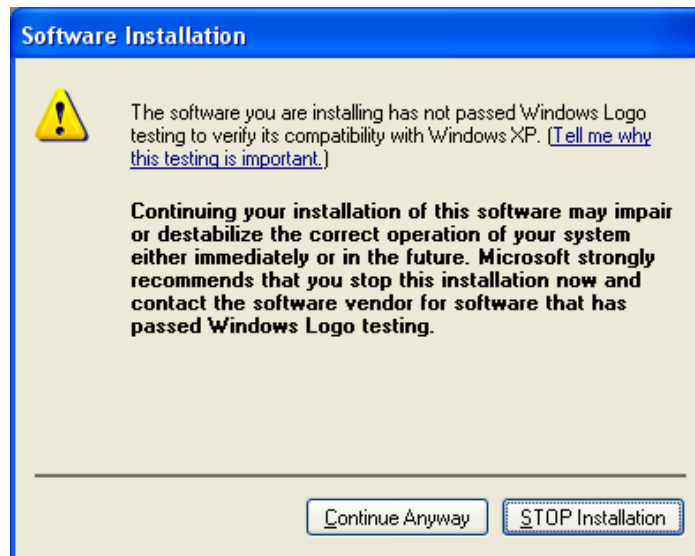 Software Installation
The software you are installing has not passed Windows Logo
testing to verify its compatibility with Windows XP. (Tell me why
this testing is important.)
Continuing your installation of this software may impair
or destabilize the correct operation of your system
either immediately or in the future. Microsoft strongly
recommends that you stop this installation now and
contact the software vendor for software that has
passed Windows Logo testing.
Continue Anyway
STOP Installation